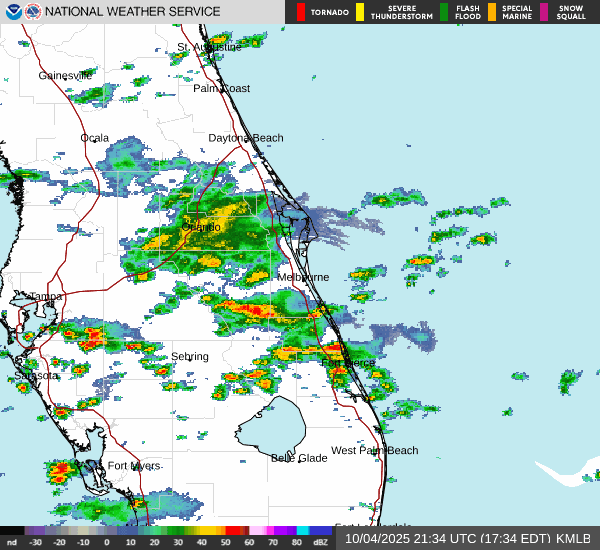 NATIONAL WEATHER SERVICE
TORNADO
SEVERE
THUNDERSTORM
FLASH
FLOOD
SPECIAL
MARINE
SNOW
SQUALL
St. Augustine
Gainesville
Palm Coast
Ocala
Daytona Beach
Orlando
Melbourne
Tampa
Sebring
Fort Pierce
Sarasota
West Palm Beach
Belle Glade
Fort Myers
Fort Lauderdale
nd -30 -20 -10 0 10 20 30 40 50 60 70 80 dBZ
10/04/2025 21:34 UTC (17:34 EDT) KMLB